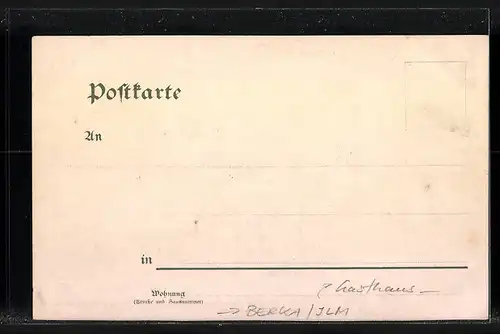 Postkarte
An
in
Wohnung
(Straße und Hausnummer)
Gasthaus
→ BERKA/ILM